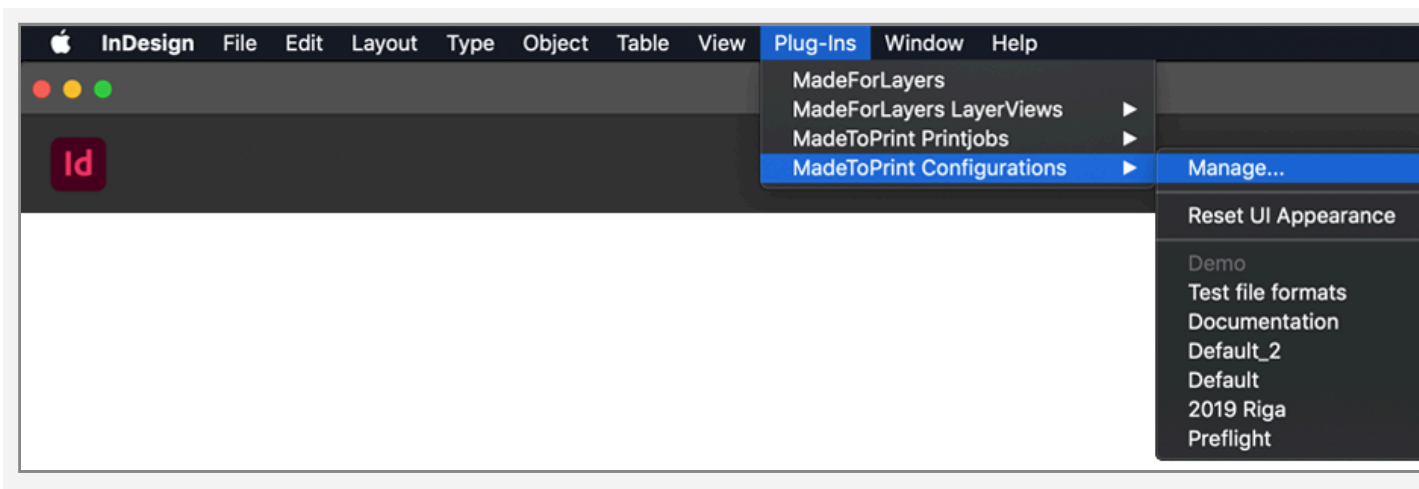 InDesign File Edit Layout Type Object Table View Plug-Ins Window Help
MadeForLayers
MadeForLayers LayerViews
MadeToPrint Printjobs
MadeToPrint Configurations
Id
Manage...
Reset UI Appearance
Demo
Test file formats
Documentation
Default_2
Default
2019 Riga
Preflight